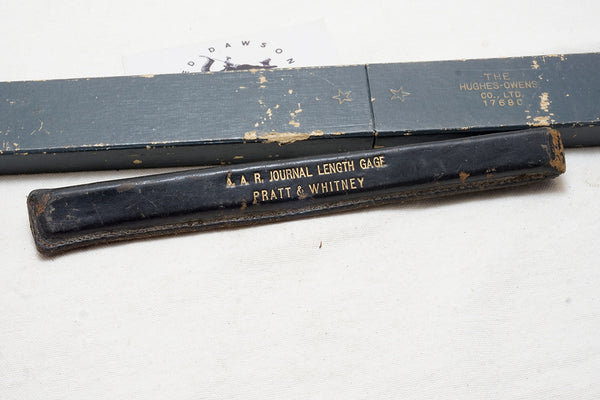 D. DAWSON
THE
HUGHES-OWENS
CO., LTD.
1768C
A. A. R. JOURNAL LENGTH GAGE
PRATT & WHITNEY